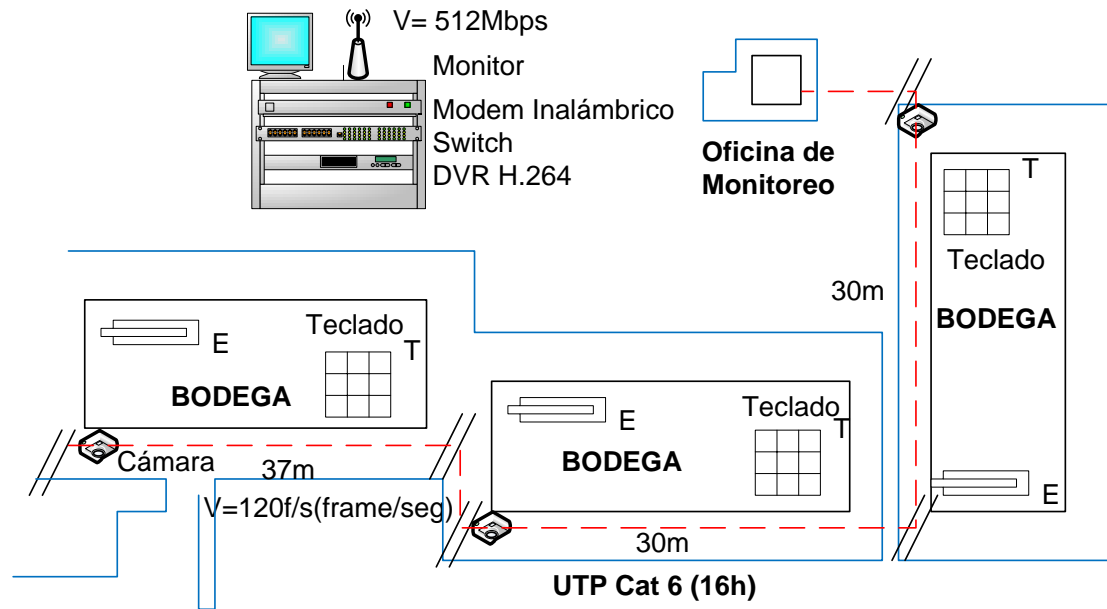 V= 512Mbps
Monitor
Modem Inalámbrico
Switch
DVR H.264
Oficina de
Monitoreo
T
Teclado
BODEGA
30m
E
Teclado
T
E
BODEGA
Cámara
37m
V=120f/s(frame/seg)
Teclado
T
E
BODEGA
30m
UTP Cat 6 (16h)